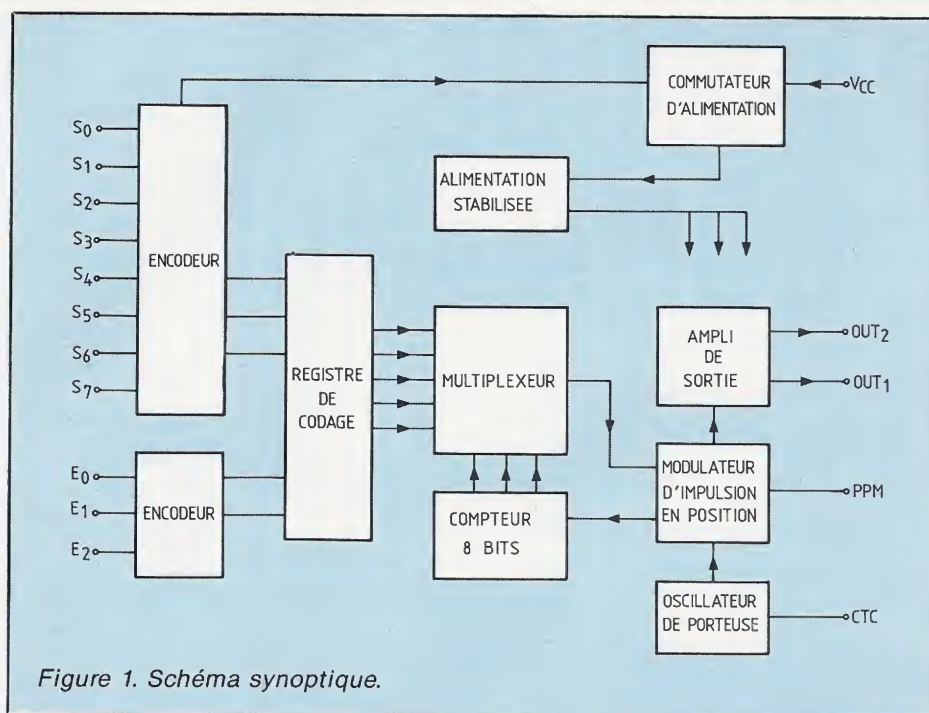 COMMUTATEUR
D'ALIMENTATION
VCC
S0
S1
S2
S3
S4
S5
S6
S7
ENCODEUR
ALIMENTATION
STABILISEE
REGISTRE
DE
CODAGE
MULTIPLEXEUR
AMPLI
DE
SORTIE
OUT2
OUT1
E0
E1
E2
ENCODEUR
COMPTEUR
8 BITS
MODULATEUR
D'IMPULSION
EN POSITION
PPM
OSCILLATEUR
DE PORTEUSE
CTC
Figure 1. Schéma synoptique.